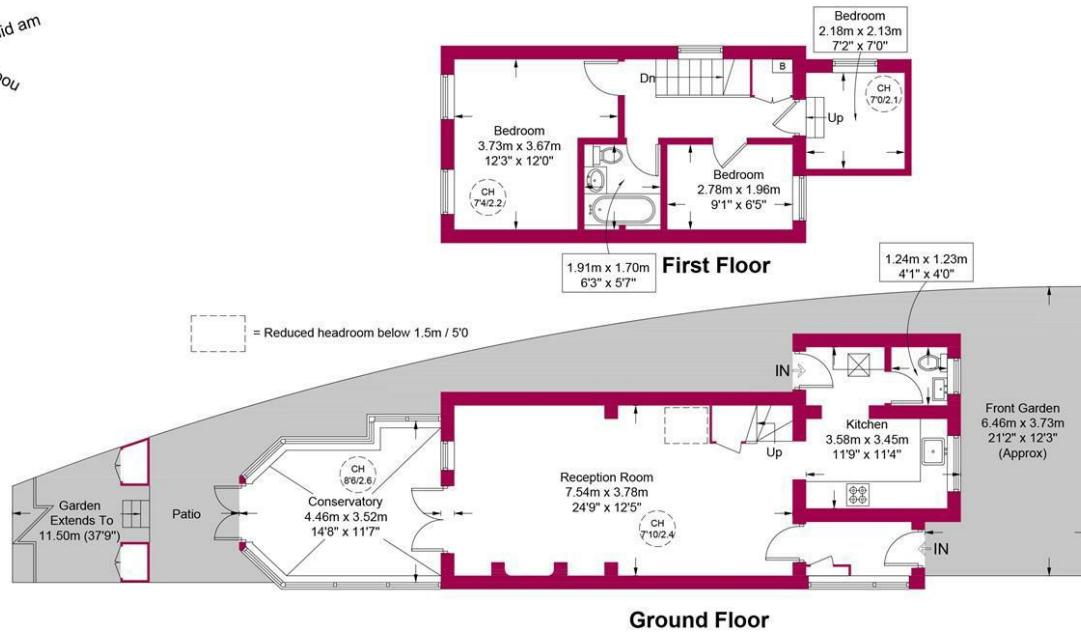 id am
ou
Bedroom
2.18m x 2.13m
7'2" x 7'0"
CH
7'0/2.1
B
Dn
Up
Bedroom
3.73m x 3.67m
12'3" x 12'0"
CH
7'4/2.2
Bedroom
2.78m x 1.96m
9'1" x 6'5"
1.91m x 1.70m
6'3" x 5'7"
First Floor
1.24m x 1.23m
4'1" x 4'0"
= Reduced headroom below 1.5m / 5'0
IN
Front Garden
6.46m x 3.73m
21'2" x 12'3"
(Approx)
Kitchen
3.58m x 3.45m
11'9" x 11'4"
Up
CH
8'6/2.6
Reception Room
7.54m x 3.78m
24'9" x 12'5"
CH
7'10/2.4
Conservatory
4.46m x 3.52m
14'8" x 11'7"
Garden
Extends To
11.50m (37'9")
Patio
IN
Ground Floor